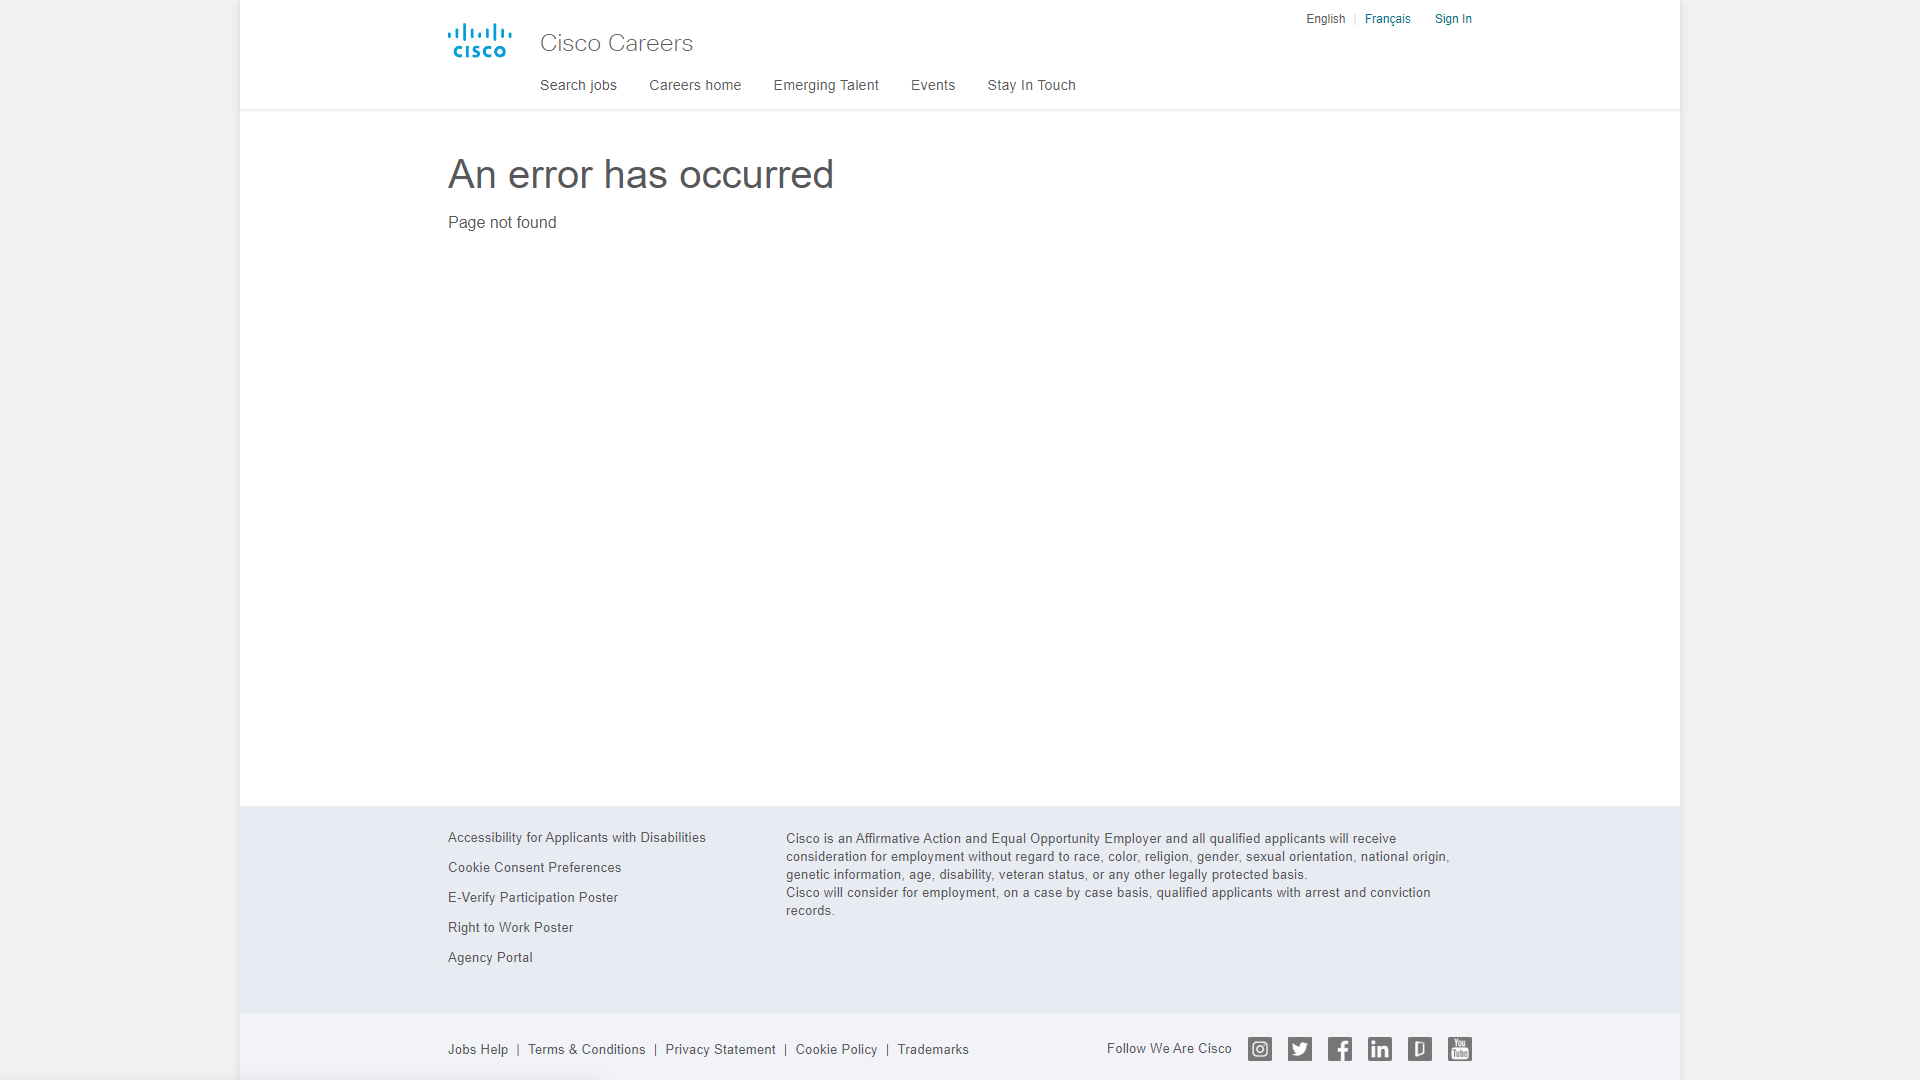 English | Français Sign In
CISCO
Cisco Careers
Search jobs Careers home Emerging Talent Events Stay In Touch
An error has occurred
Page not found
Accessibility for Applicants with Disabilities
Cookie Consent Preferences
E-Verify Participation Poster
Right to Work Poster
Agency Portal
Cisco is an Affirmative Action and Equal Opportunity Employer and all qualified applicants will receive
consideration for employment without regard to race, color, religion, gender, sexual orientation, national origin,
genetic information, age, disability, veteran status, or any other legally protected basis.
Cisco will consider for employment, on a case by case basis, qualified applicants with arrest and conviction
records.
Jobs Help | Terms & Conditions | Privacy Statement | Cookie Policy | Trademarks
Follow We Are Cisco
in
You
Tube